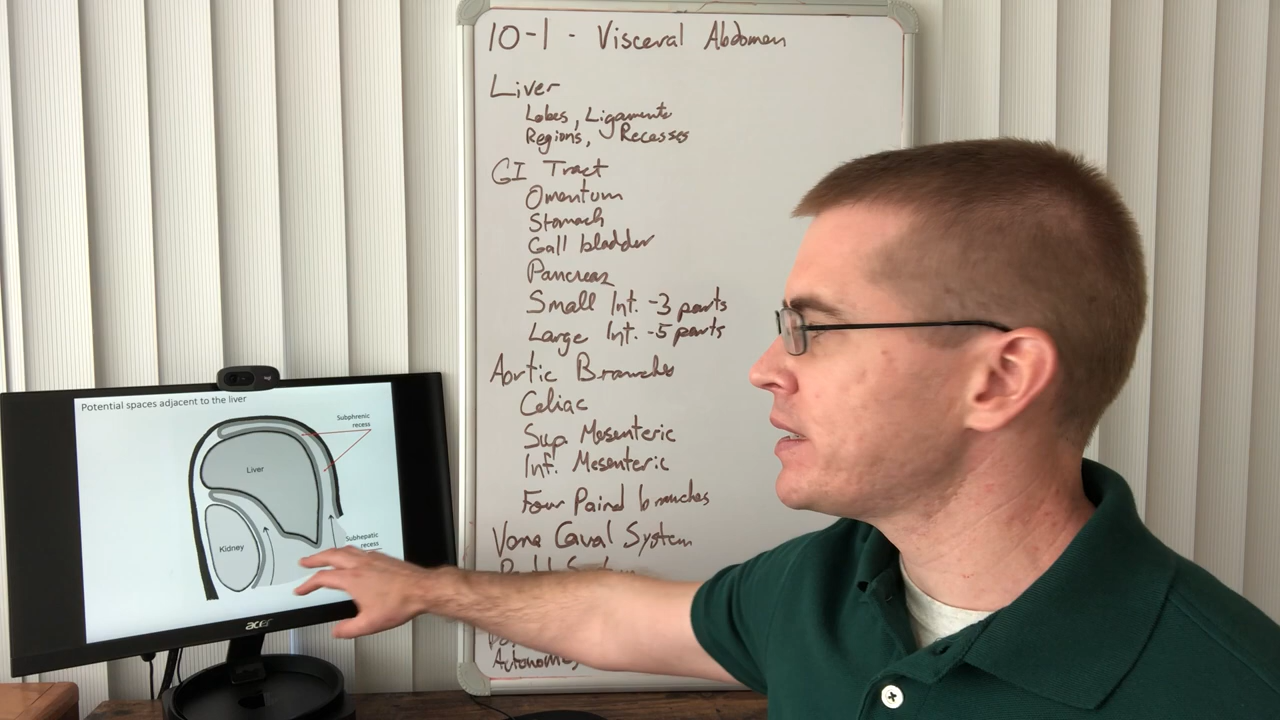 10-1 - Visceral Abdomen
Liver
Lobes, Ligaments
Regions, Recesses
GI Tract
Omentum
Stomach
Gall bladder
Pancreas
Small Int. -3 parts
Large Int. -5 parts
Aortic Branches
Celiac
Sup Mesenteric
Inf. Mesenteric
Four Paired branches
Vena Caval System
Autonomics
Potential spaces adjacent to the liver
Subphrenic
recess
Liver
Kidney
Subhepatic
recess
acer